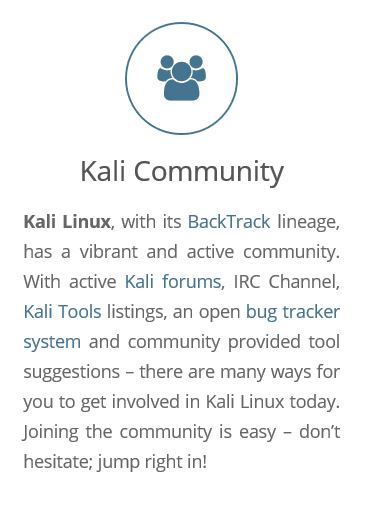 Kali Community
Kali Linux, with its BackTrack lineage,
has a vibrant and active community.
With active Kali forums, IRC Channel,
Kali Tools listings, an open bug tracker
system and community provided tool
suggestions – there are many ways for
you to get involved in Kali Linux today.
Joining the community is easy – don’t
hesitate; jump right in!